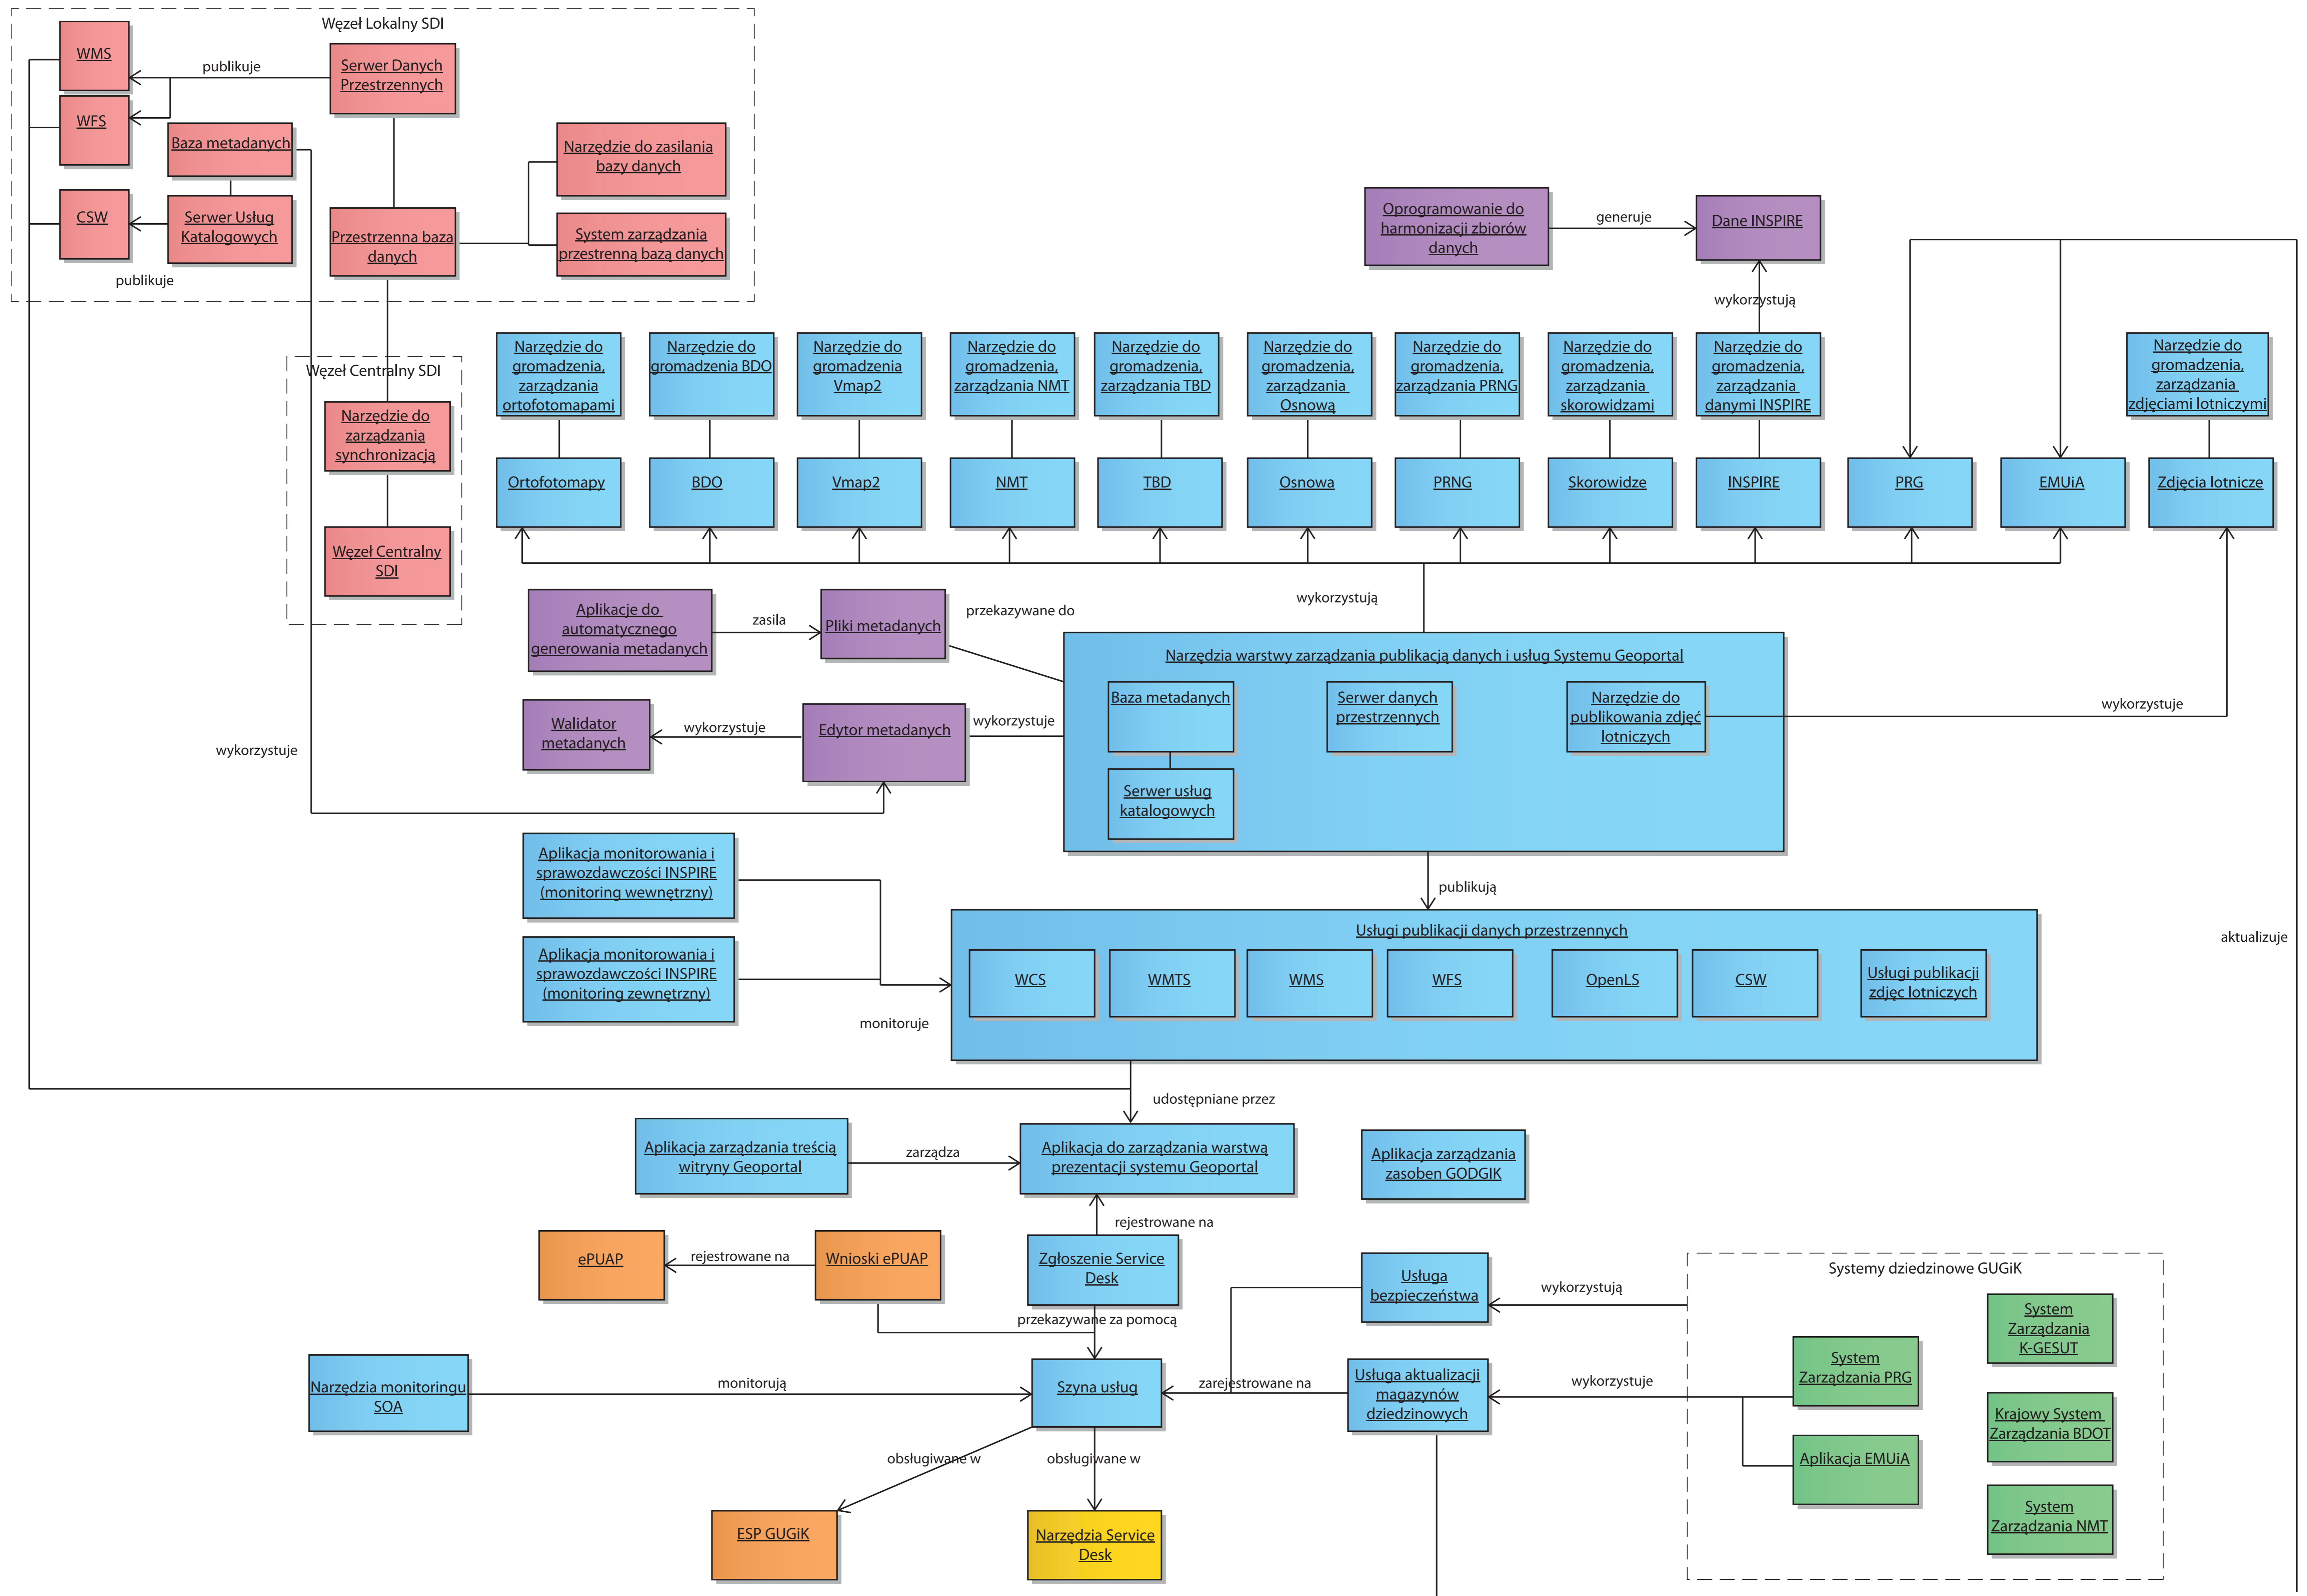 Węzeł Lokalny SDI
WMS
publikuje
Serwer Danych
Przestrzennych
WFS
Baza metadanych
Narzędzie do zasilania
bazy danych
CSW
Serwer Usług
Katalogowych
Przestrzenna baza
danych
System zarządzania
przestrenną bazą danych
publikuje
Oprogramowanie do
harmonizacji zbiorów
danych
generuje
Dane INSPIRE
wykorzystują
Węzeł Centralny SDI
Narzędzie do
zarządzania
synchronizacją
Węzeł Centralny
SDI
Narzędzie do
gromadzenia,
zarządzania
ortofotomapami
Narzędzie do
gromadzenia BDO
Narzędzie do
gromadzenia
Vmap2
Narzędzie do
gromadzenia,
zarządzania NMT
Narzędzie do
gromadzenia,
zarządzania TBD
Narzędzie do
gromadzenia,
zarządzania
Osnową
Narzędzie do
gromadzenia,
zarządzania PRNG
Narzędzie do
gromadzenia,
zarządzania
skorowidzami
Narzędzie do
gromadzenia,
zarządzania
danymi INSPIRE
Narzędzie do
gromadzenia,
zarządzania
zdjęciami lotniczymi
Ortofotomapy
BDO
Vmap2
NMT
TBD
Osnowa
PRNG
Skorowidze
INSPIRE
PRG
EMUiA
Zdjęcia lotnicze
wykorzystują
Aplikacje do
automatycznego
generowania metadanych
zasila
Pliki metadanych
przekazywane do
Walidator
metadanych
wykorzystuje
Edytor metadanych
wykorzystuje
wykorzystuje
Narzędzia warstwy zarządzania publikacją danych i usług Systemu Geoportal
Baza metadanych
Serwer danych
przestrzennych
Narzędzie do
publikowania zdjęć
lotniczych
Serwer usług
katalogowych
wykorzystuje
Aplikacja monitorowania i
sprawozdawczości INSPIRE
(monitoring wewnętrzny)
Aplikacja monitorowania i
sprawozdawczości INSPIRE
(monitoring zewnętrzny)
monitoruje
publikują
Usługi publikacji danych przestrzennych
WCS
WMTS
WMS
WFS
OpenLS
CSW
Usługi publikacji
zdjęc lotniczych
aktualizuje
udostępniane przez
Aplikacja zarządzania treścią
witryny Geoportal
zarządza
Aplikacja do zarządzania warstwą
prezentacji systemu Geoportal
Aplikacja zarządzania
zasoben GODGIK
rejestrowane na
ePUAP
rejestrowane na
Wnioski ePUAP
Zgłoszenie Service
Desk
przekazywane za pomocą
Usługa
bezpieczeństwa
wykorzystują
Systemy dziedzinowe GUGiK
System
Zarządzania
K-GESUT
System
Zarządzania PRG
Krajowy System
Zarządzania BDOT
Aplikacja EMUiA
System
Zarządzania NMT
Narzędzia monitoringu
SOA
monitorują
Szyna usług
zarejestrowane na
Usługa aktualizacji
magazynów
dziedzinowych
wykorzystuje
obsługiwane w
obsługiwane w
ESP GUGiK
Narzędzia Service
Desk